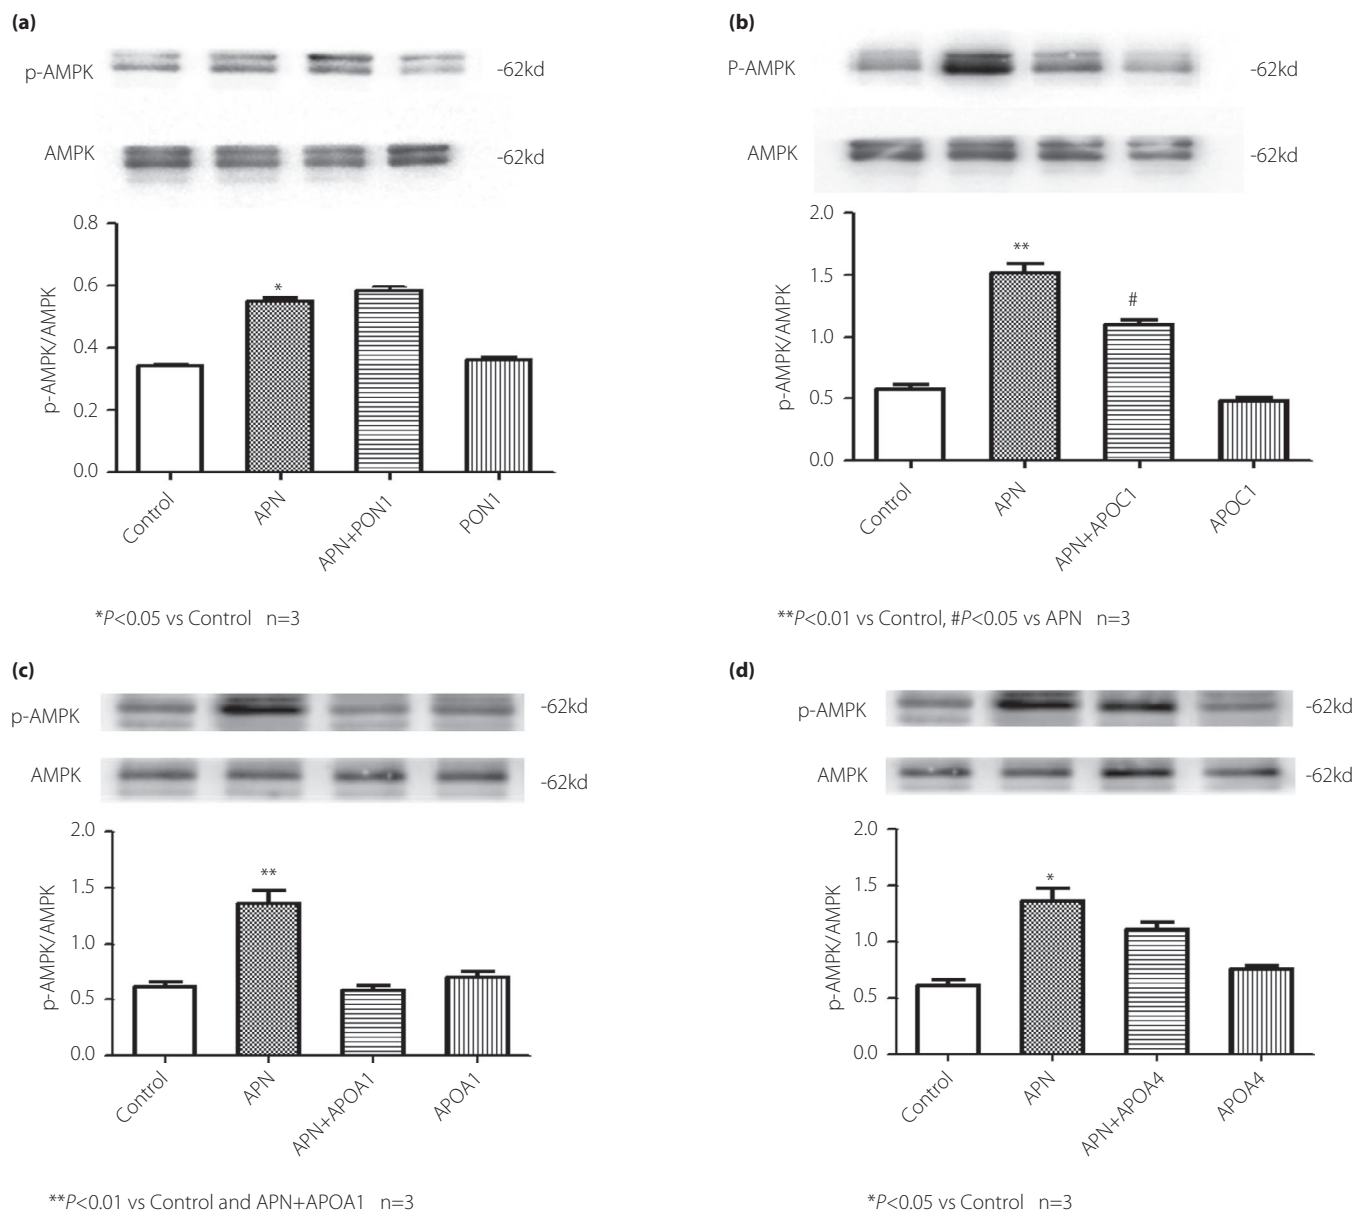 (a)
p-AMPK
-62kd
AMPK
-62kd
p-AMPK/AMPK
0.8
0.6
0.4
0.2
0.0
*
Control
APN
APN+PON1
PON1
*P<0.05 vs Control n=3
(b)
P-AMPK
-62kd
AMPK
-62kd
p-AMPK/AMPK
2.0
1.5
1.0
0.5
0.0
**
#
Control
APN
APN+APOC1
APOC1
**P<0.01 vs Control, #P<0.05 vs APN n=3
(c)
p-AMPK
-62kd
AMPK
-62kd
p-AMPK/AMPK
2.0
1.5
1.0
0.5
0.0
**
Control
APN
APN+APOA1
APOA1
**P<0.01 vs Control and APN+APOA1 n=3
(d)
p-AMPK
-62kd
AMPK
-62kd
p-AMPK/AMPK
2.0
1.5
1.0
0.5
0.0
*
Control
APN
APN+APOA4
APOA4
*P<0.05 vs Control n=3